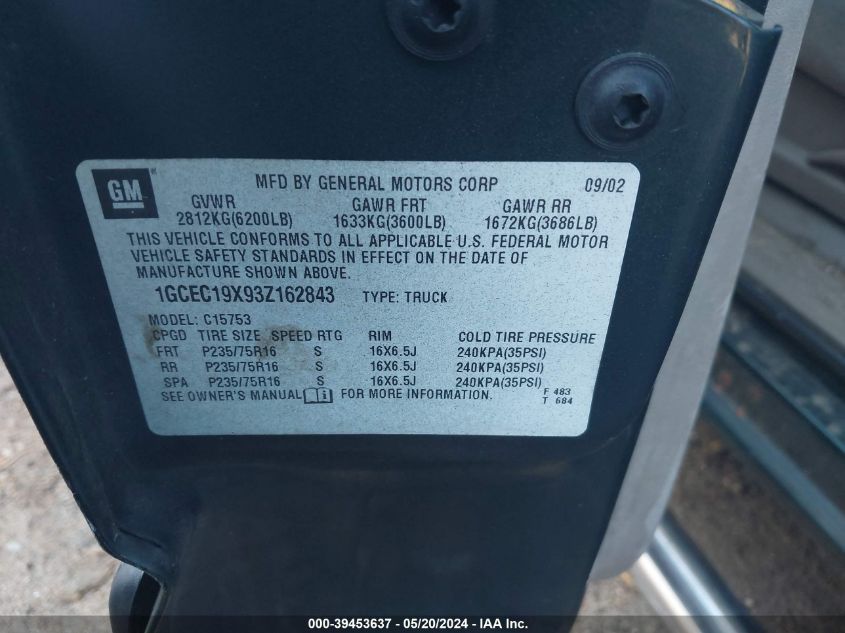 GM
MFD BY GENERAL MOTORS CORP 09/02
GVWR GAWR FRT GAWR RR
2812KG(6200LB) 1633KG(3600LB) 1672KG(3686LB)
THIS VEHICLE CONFORMS TO ALL APPLICABLE U.S. FEDERAL MOTOR
VEHICLE SAFETY STANDARDS IN EFFECT ON THE DATE OF
MANUFACTURE SHOWN ABOVE.
1GCEC19X93Z162843 TYPE: TRUCK
MODEL: C15753
CPGD TIRE SIZE SPEED RTG RIM COLD TIRE PRESSURE
FRT P235/75R16 S 16X6.5J 240KPA(35PSI)
RR P235/75R16 S 16X6.5J 240KPA(35PSI)
SPA P235/75R16 S 16X6.5J 240KPA(35PSI)
SEE OWNER'S MANUAL FOR MORE INFORMATION. F 483
T 684
000-39453637 - 05/20/2024 - IAA Inc.